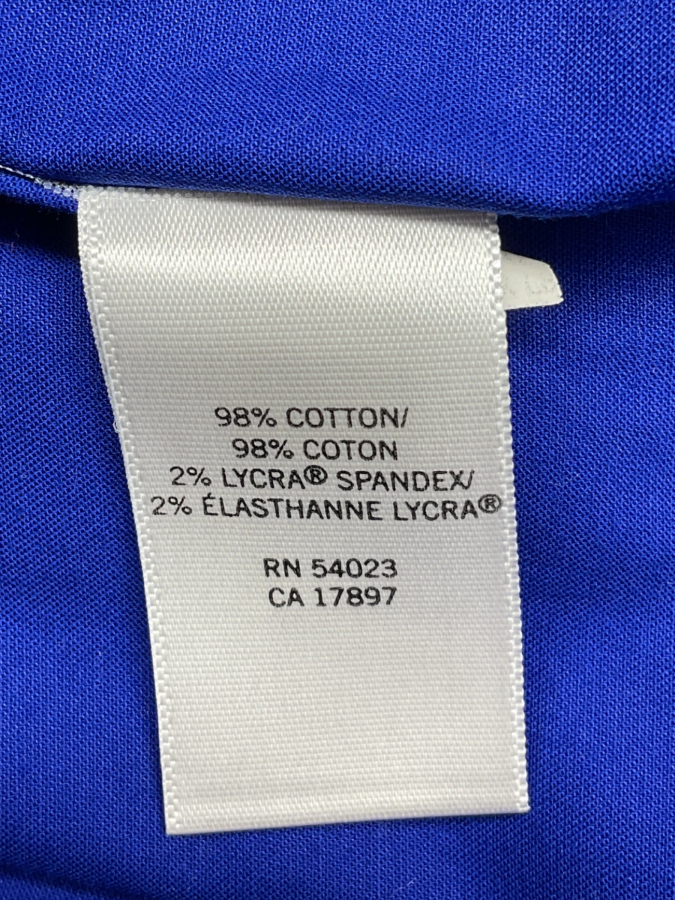 98% COTTON/
98% COTON
2% LYCRA® SPANDEX/
2% ÉLASTHANNE LYCRA®
RN 54023
CA 17897